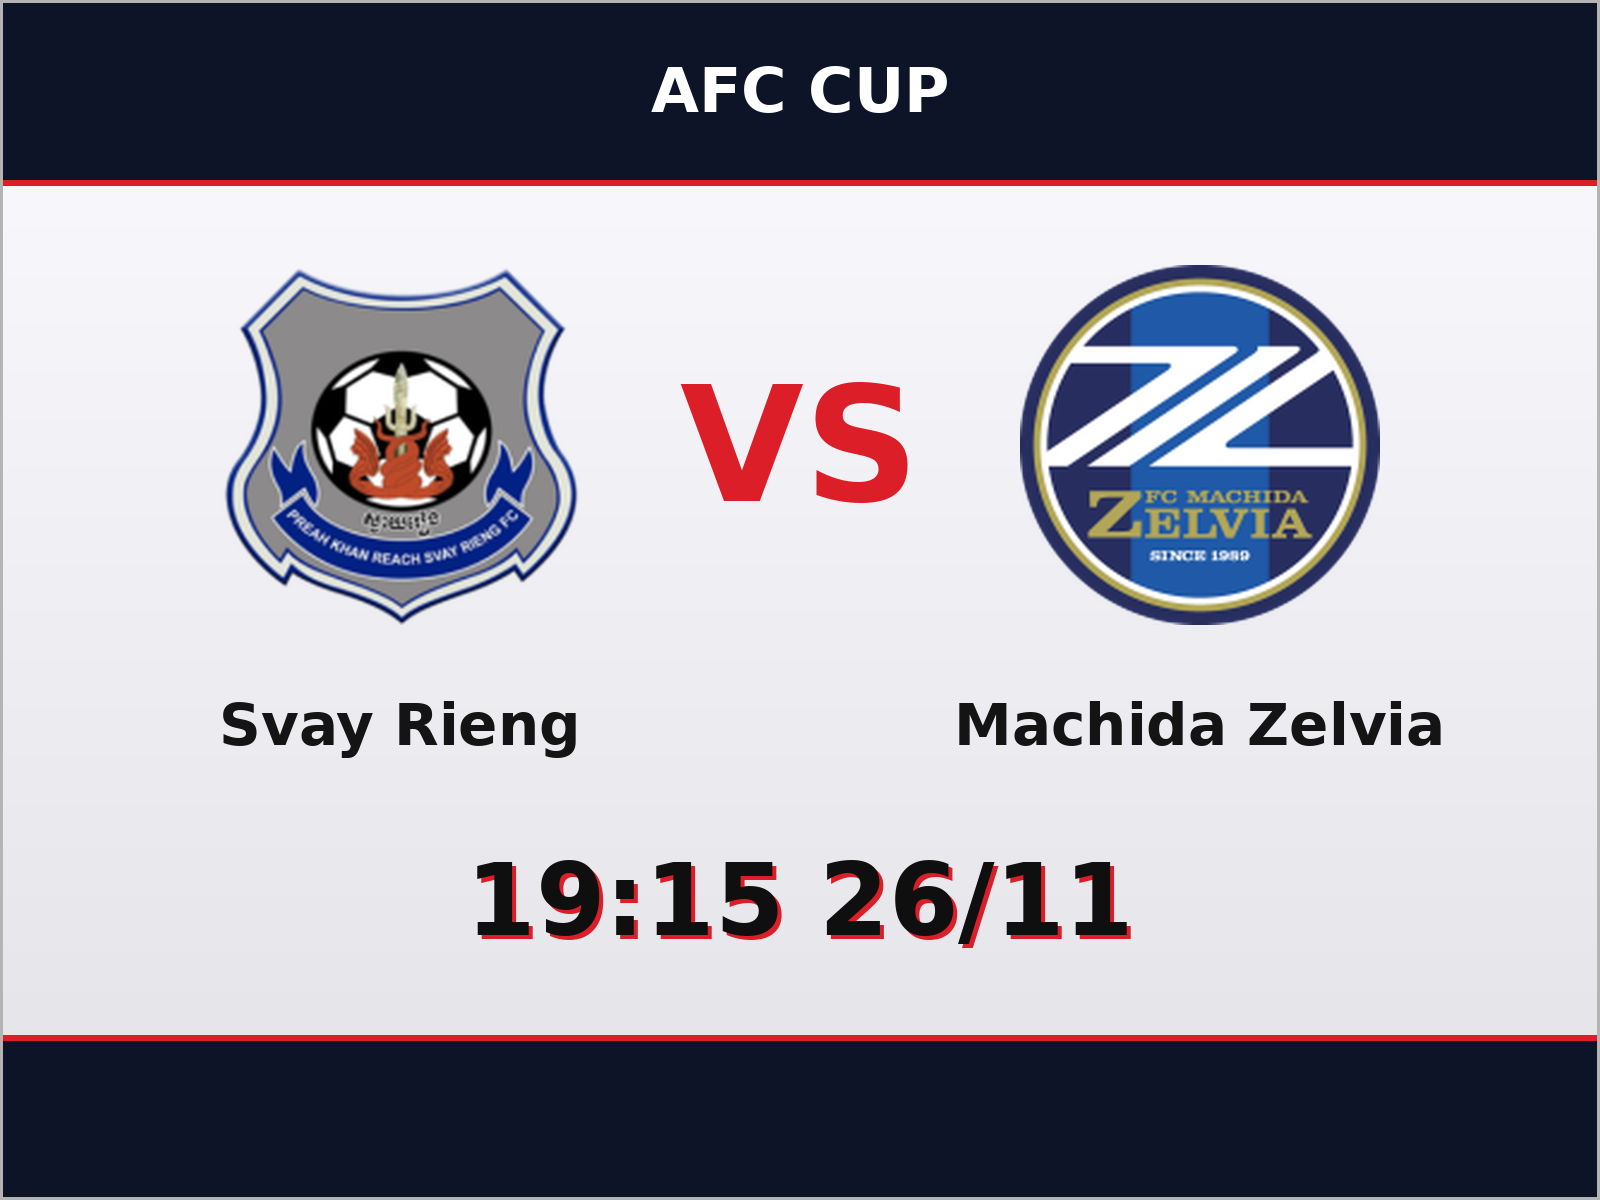 AFC CUP
VS
PREAH KHAN REACH SVAY RIENG FC
FC MACHIDA
ZELVIA
SINCE 1989
Svay Rieng
Machida Zelvia
19:15 26/11